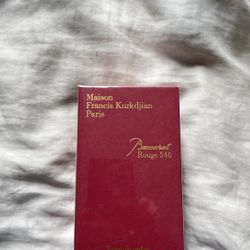 Maison
Francis Kurkdjian
Paris
Baccarat
Rouge 540